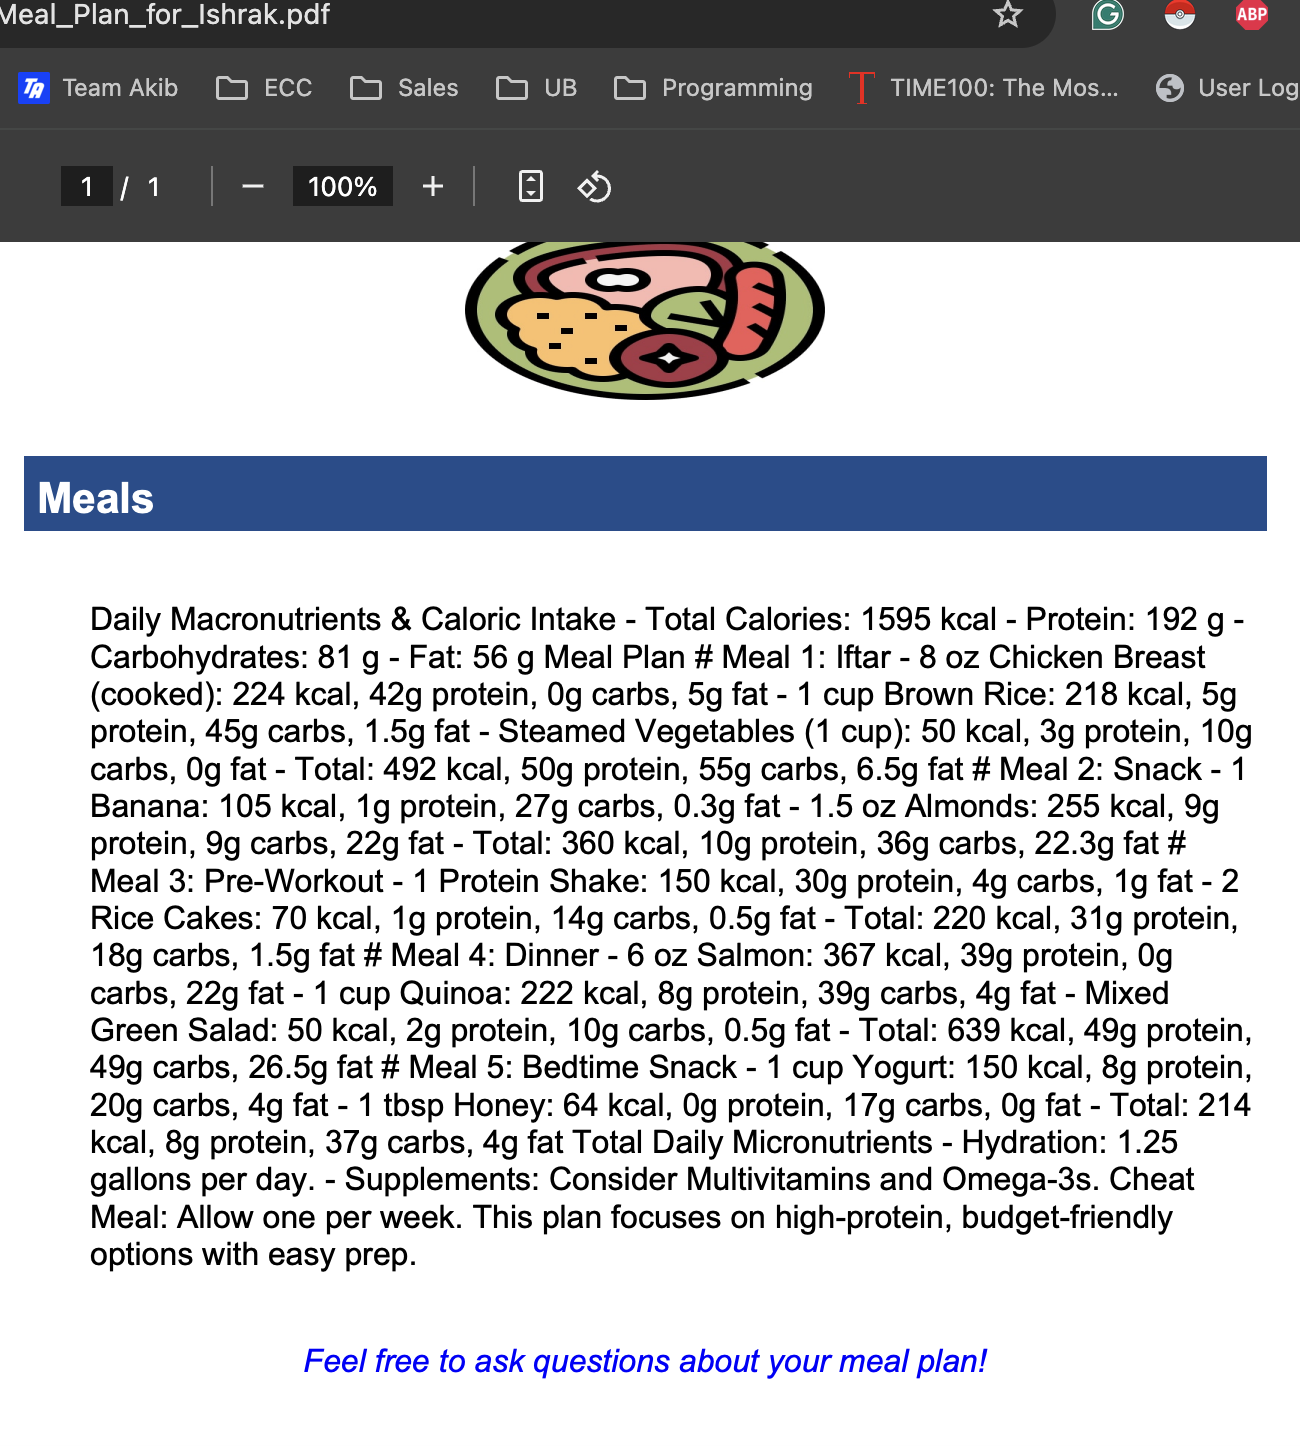 Meal_Plan_for_Ishrak.pdf
ABP
TA Team Akib ECC Sales UB Programming T TIME100: The Mos... User Log
1 / 1 − 100% +
Meals
Daily Macronutrients & Caloric Intake - Total Calories: 1595 kcal - Protein: 192 g -
Carbohydrates: 81 g - Fat: 56 g Meal Plan # Meal 1: Iftar - 8 oz Chicken Breast
(cooked): 224 kcal, 42g protein, 0g carbs, 5g fat - 1 cup Brown Rice: 218 kcal, 5g
protein, 45g carbs, 1.5g fat - Steamed Vegetables (1 cup): 50 kcal, 3g protein, 10g
carbs, 0g fat - Total: 492 kcal, 50g protein, 55g carbs, 6.5g fat # Meal 2: Snack - 1
Banana: 105 kcal, 1g protein, 27g carbs, 0.3g fat - 1.5 oz Almonds: 255 kcal, 9g
protein, 9g carbs, 22g fat - Total: 360 kcal, 10g protein, 36g carbs, 22.3g fat #
Meal 3: Pre-Workout - 1 Protein Shake: 150 kcal, 30g protein, 4g carbs, 1g fat - 2
Rice Cakes: 70 kcal, 1g protein, 14g carbs, 0.5g fat - Total: 220 kcal, 31g protein,
18g carbs, 1.5g fat # Meal 4: Dinner - 6 oz Salmon: 367 kcal, 39g protein, 0g
carbs, 22g fat - 1 cup Quinoa: 222 kcal, 8g protein, 39g carbs, 4g fat - Mixed
Green Salad: 50 kcal, 2g protein, 10g carbs, 0.5g fat - Total: 639 kcal, 49g protein,
49g carbs, 26.5g fat # Meal 5: Bedtime Snack - 1 cup Yogurt: 150 kcal, 8g protein,
20g carbs, 4g fat - 1 tbsp Honey: 64 kcal, 0g protein, 17g carbs, 0g fat - Total: 214
kcal, 8g protein, 37g carbs, 4g fat Total Daily Micronutrients - Hydration: 1.25
gallons per day. - Supplements: Consider Multivitamins and Omega-3s. Cheat
Meal: Allow one per week. This plan focuses on high-protein, budget-friendly
options with easy prep.
Feel free to ask questions about your meal plan!